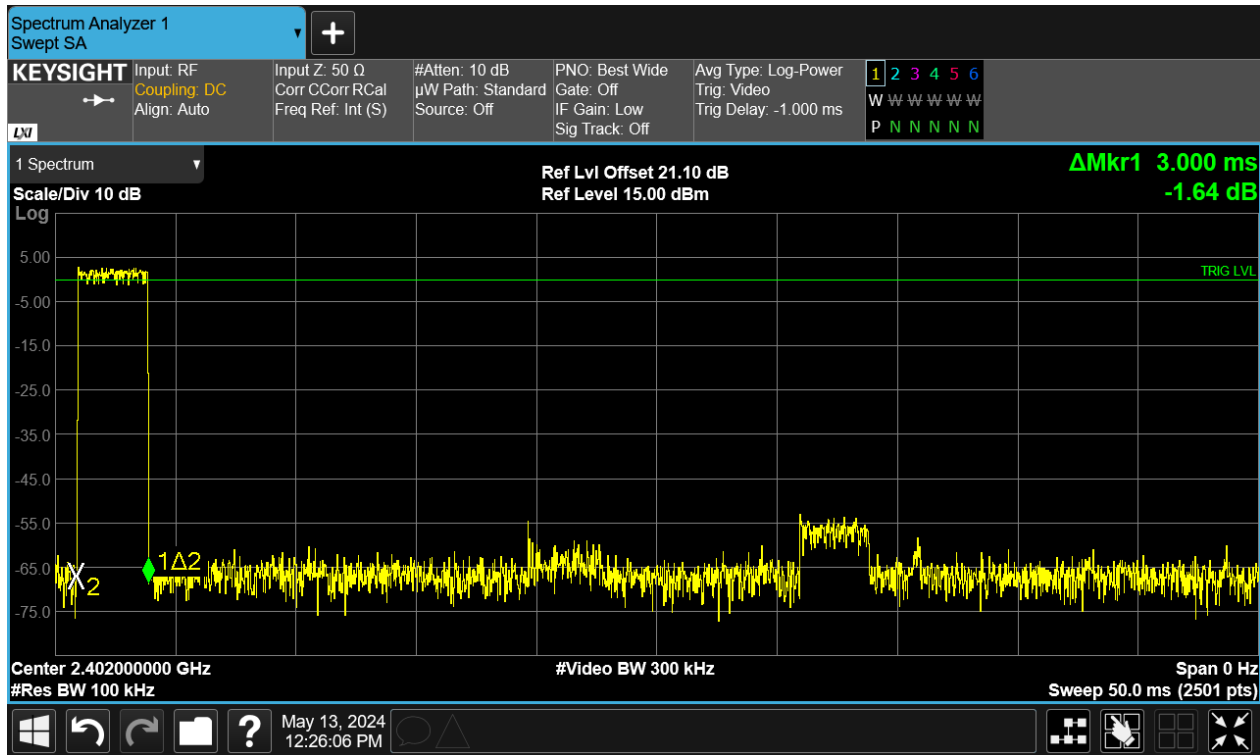 Spectrum Analyzer 1
Swept SA
KEYSIGHT
LXI
Input: RF
Coupling: DC
Align: Auto
Input Z: 50 Ω
Corr CCorr RCal
Freq Ref: Int (S)
#Atten: 10 dB
µW Path: Standard
Source: Off
PNO: Best Wide
Gate: Off
IF Gain: Low
Sig Track: Off
Avg Type: Log-Power
Trig: Video
Trig Delay: -1.000 ms
1 2 3 4 5 6
W W W W W W
P N N N N N
1 Spectrum
Scale/Div 10 dB
Log
Ref Lvl Offset 21.10 dB
Ref Level 15.00 dBm
ΔMkr1 3.000 ms
-1.64 dB
5.00
TRIG LVL
-5.00
-15.0
-25.0
-35.0
-45.0
-55.0
-65.0
2
1Δ2
-75.0
Center 2.402000000 GHz
#Video BW 300 kHz
Span 0 Hz
#Res BW 100 kHz
Sweep 50.0 ms (2501 pts)
?
May 13, 2024
12:26:06 PM